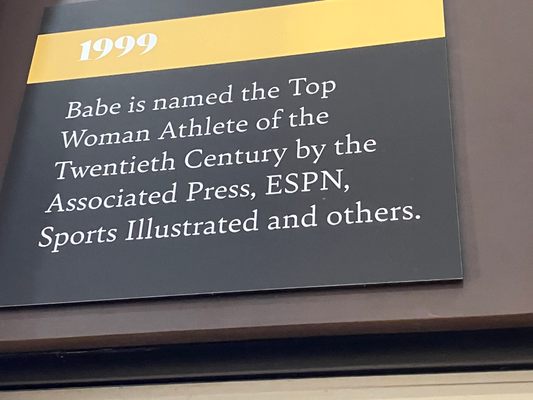 1999
Babe is named the Top
Woman Athlete of the
Twentieth Century by the
Associated Press, ESPN,
Sports Illustrated and others.